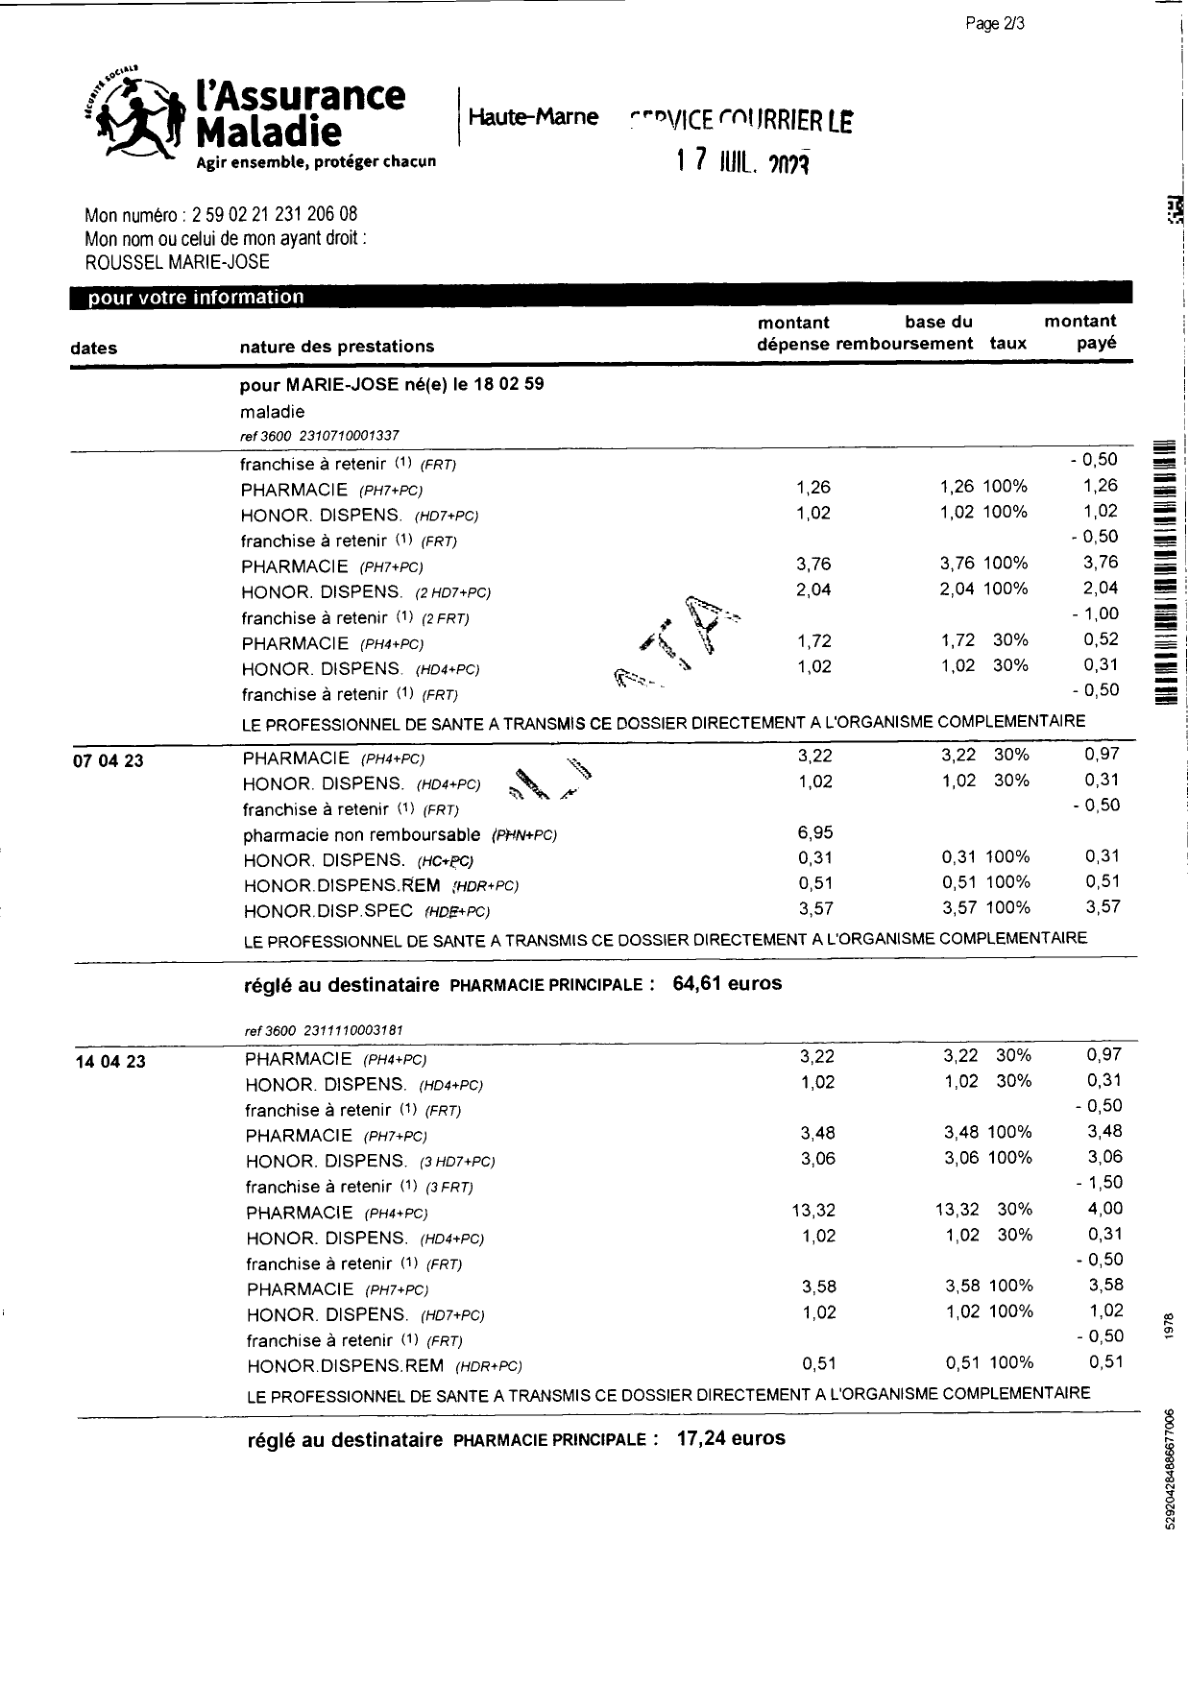 Page 2/3
SÉCURITÉ SOCIALE
l'Assurance
Maladie
Agir ensemble, protéger chacun
Haute-Marne
SERVICE COURRIER LE
17 JUIL. 2023
Mon numéro : 2 59 02 21 231 206 08
Mon nom ou celui de mon ayant droit :
ROUSSEL MARIE-JOSE
pour votre information
dates nature des prestations montant dépense base du remboursement taux montant payé
pour MARIE-JOSE né(e) le 18 02 59
maladie
ref 3600 2310710001337
franchise à retenir (1) (FRT) - 0,50
PHARMACIE (PH7+PC) 1,26 1,26 100% 1,26
HONOR. DISPENS. (HD7+PC) 1,02 1,02 100% 1,02
franchise à retenir (1) (FRT) - 0,50
PHARMACIE (PH7+PC) 3,76 3,76 100% 3,76
HONOR. DISPENS. (2 HD7+PC) 2,04 2,04 100% 2,04
franchise à retenir (1) (2 FRT) - 1,00
PHARMACIE (PH4+PC) 1,72 1,72 30% 0,52
HONOR. DISPENS. (HD4+PC) 1,02 1,02 30% 0,31
franchise à retenir (1) (FRT) - 0,50
LE PROFESSIONNEL DE SANTE A TRANSMIS CE DOSSIER DIRECTEMENT A L'ORGANISME COMPLEMENTAIRE
07 04 23 PHARMACIE (PH4+PC) 3,22 3,22 30% 0,97
HONOR. DISPENS. (HD4+PC) 1,02 1,02 30% 0,31
franchise à retenir (1) (FRT) - 0,50
pharmacie non remboursable (PHN+PC) 6,95
HONOR. DISPENS. (HC+PC) 0,31 0,31 100% 0,31
HONOR.DISPENS.REM (HDR+PC) 0,51 0,51 100% 0,51
HONOR.DISP.SPEC (HDE+PC) 3,57 3,57 100% 3,57
LE PROFESSIONNEL DE SANTE A TRANSMIS CE DOSSIER DIRECTEMENT A L'ORGANISME COMPLEMENTAIRE
réglé au destinataire PHARMACIE PRINCIPALE : 64,61 euros
ref 3600 2311110003181
14 04 23 PHARMACIE (PH4+PC) 3,22 3,22 30% 0,97
HONOR. DISPENS. (HD4+PC) 1,02 1,02 30% 0,31
franchise à retenir (1) (FRT) - 0,50
PHARMACIE (PH7+PC) 3,48 3,48 100% 3,48
HONOR. DISPENS. (3 HD7+PC) 3,06 3,06 100% 3,06
franchise à retenir (1) (3 FRT) - 1,50
PHARMACIE (PH4+PC) 13,32 13,32 30% 4,00
HONOR. DISPENS. (HD4+PC) 1,02 1,02 30% 0,31
franchise à retenir (1) (FRT) - 0,50
PHARMACIE (PH7+PC) 3,58 3,58 100% 3,58
HONOR. DISPENS. (HD7+PC) 1,02 1,02 100% 1,02
franchise à retenir (1) (FRT) - 0,50
HONOR.DISPENS.REM (HDR+PC) 0,51 0,51 100% 0,51
LE PROFESSIONNEL DE SANTE A TRANSMIS CE DOSSIER DIRECTEMENT A L'ORGANISME COMPLEMENTAIRE
réglé au destinataire PHARMACIE PRINCIPALE : 17,24 euros
1978
52920428488667​7006